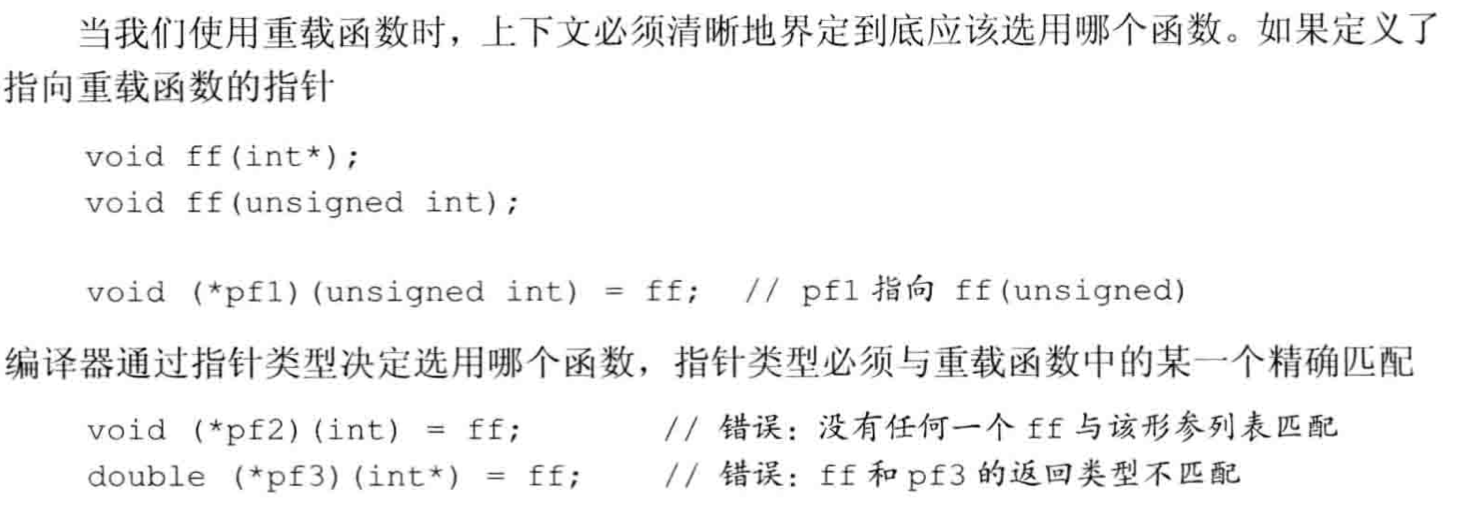 当我们使用重载函数时，上下文必须清晰地界定到底应该选用哪个函数。如果定义了
指向重载函数的指针
void ff(int*);
void ff(unsigned int);
void (*pf1)(unsigned int) = ff;  // pf1 指向 ff(unsigned)
编译器通过指针类型决定选用哪个函数，指针类型必须与重载函数中的某一个精确匹配
void (*pf2)(int) = ff;        // 错误：没有任何一个 ff 与该形参列表匹配
double (*pf3)(int*) = ff;     // 错误：ff 和 pf3 的返回类型不匹配